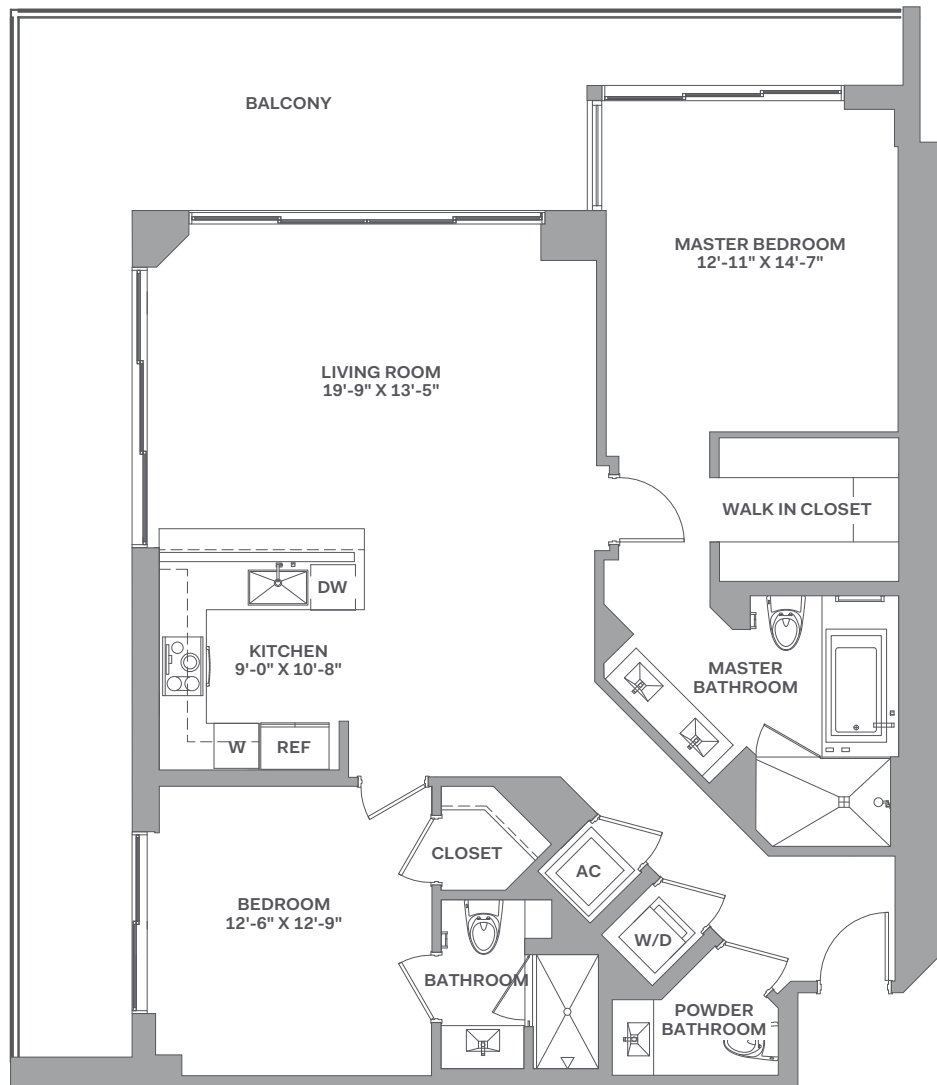 BALCONY
MASTER BEDROOM
12'-11" X 14'-7"
LIVING ROOM
19'-9" X 13'-5"
WALK IN CLOSET
DW
KITCHEN
9'-0" X 10'-8"
MASTER
BATHROOM
W
REF
CLOSET
AC
BEDROOM
12'-6" X 12'-9"
W/D
BATHROOM
POWDER
BATHROOM